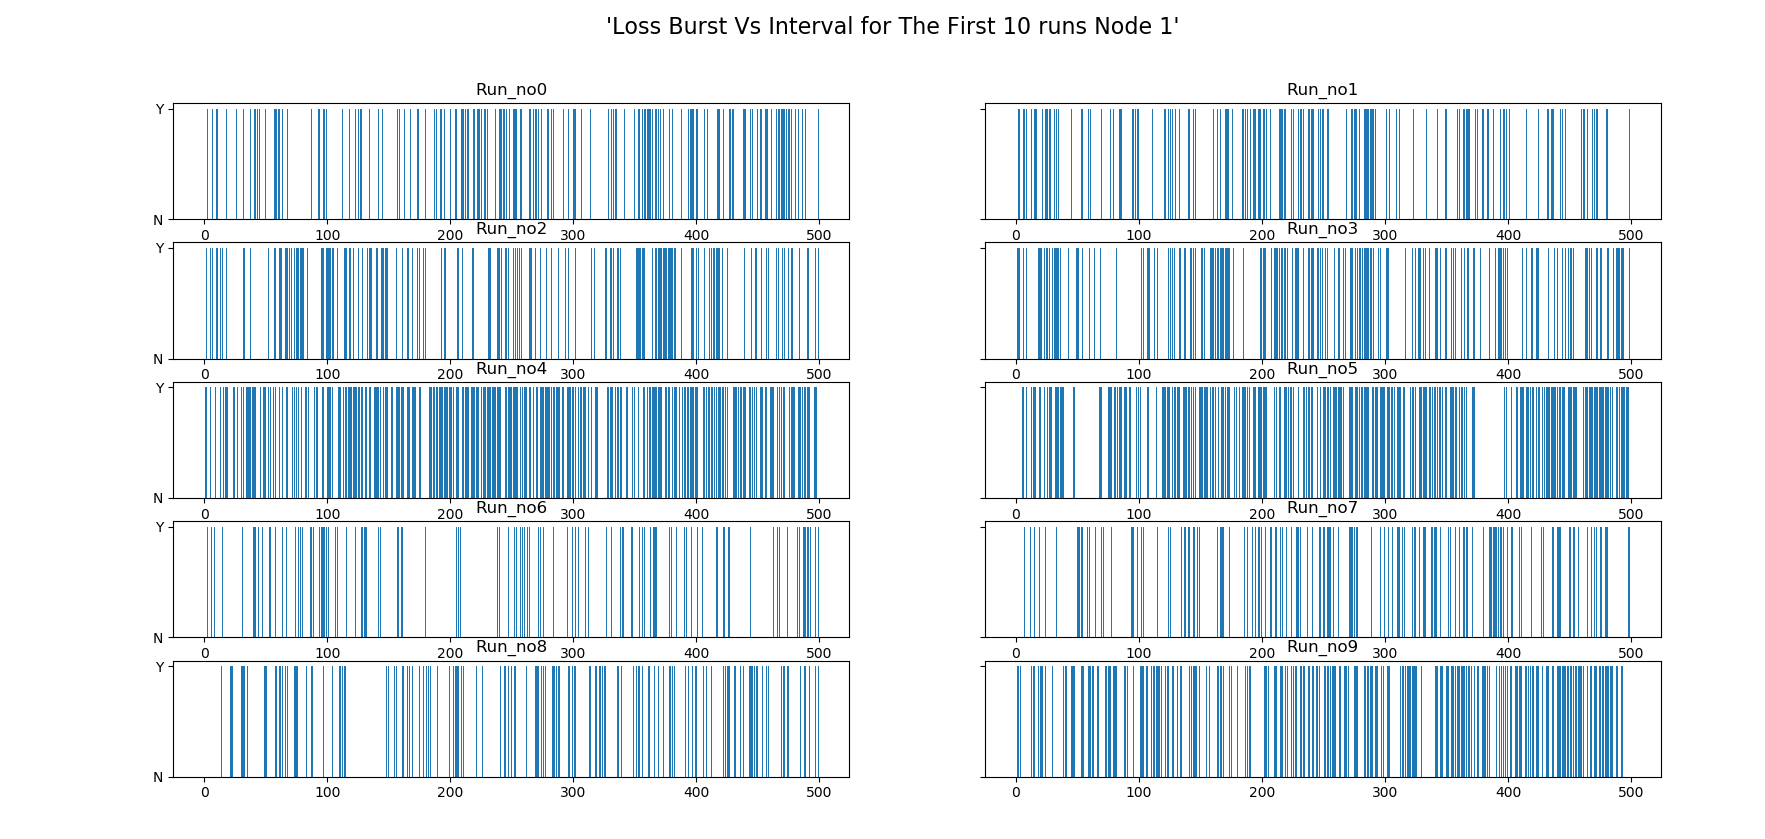 'Loss Burst Vs Interval for The First 10 runs Node 1'
Run_no0 Run_no1
Y
N
0 100 200 300 400 500 0 100 200 300 400 500
Run_no2 Run_no3
Y
N
0 100 200 300 400 500 0 100 200 300 400 500
Run_no4 Run_no5
Y
N
0 100 200 300 400 500 0 100 200 300 400 500
Run_no6 Run_no7
Y
N
0 100 200 300 400 500 0 100 200 300 400 500
Run_no8 Run_no9
Y
N
0 100 200 300 400 500 0 100 200 300 400 500